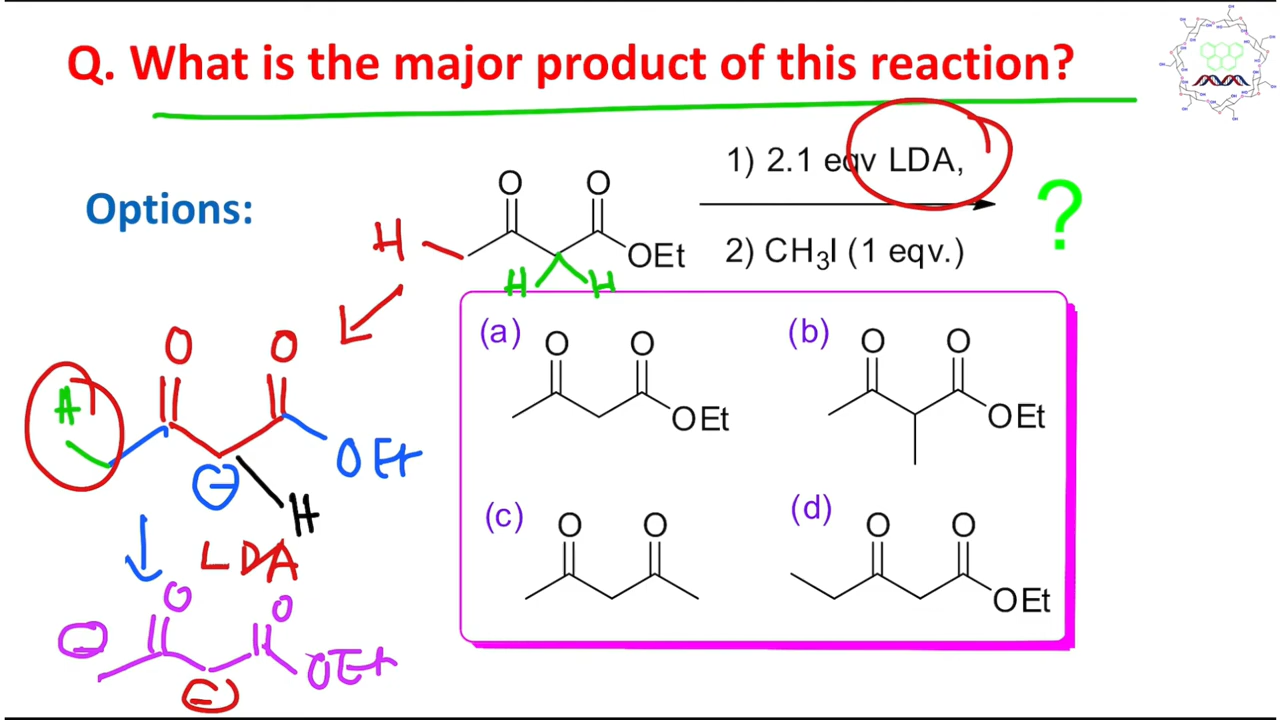 Q. What is the major product of this reaction?
1) 2.1 eqv LDA,
Options:
O O
H
OEt
H H
2) CH3I (1 eqv.)
?
(a)
O O
OEt
(b)
O O
OEt
O O
H
⊖
OEt
H
LDA
(c)
O O
(d)
O O
OEt
O O
⊖
OEt
⊖